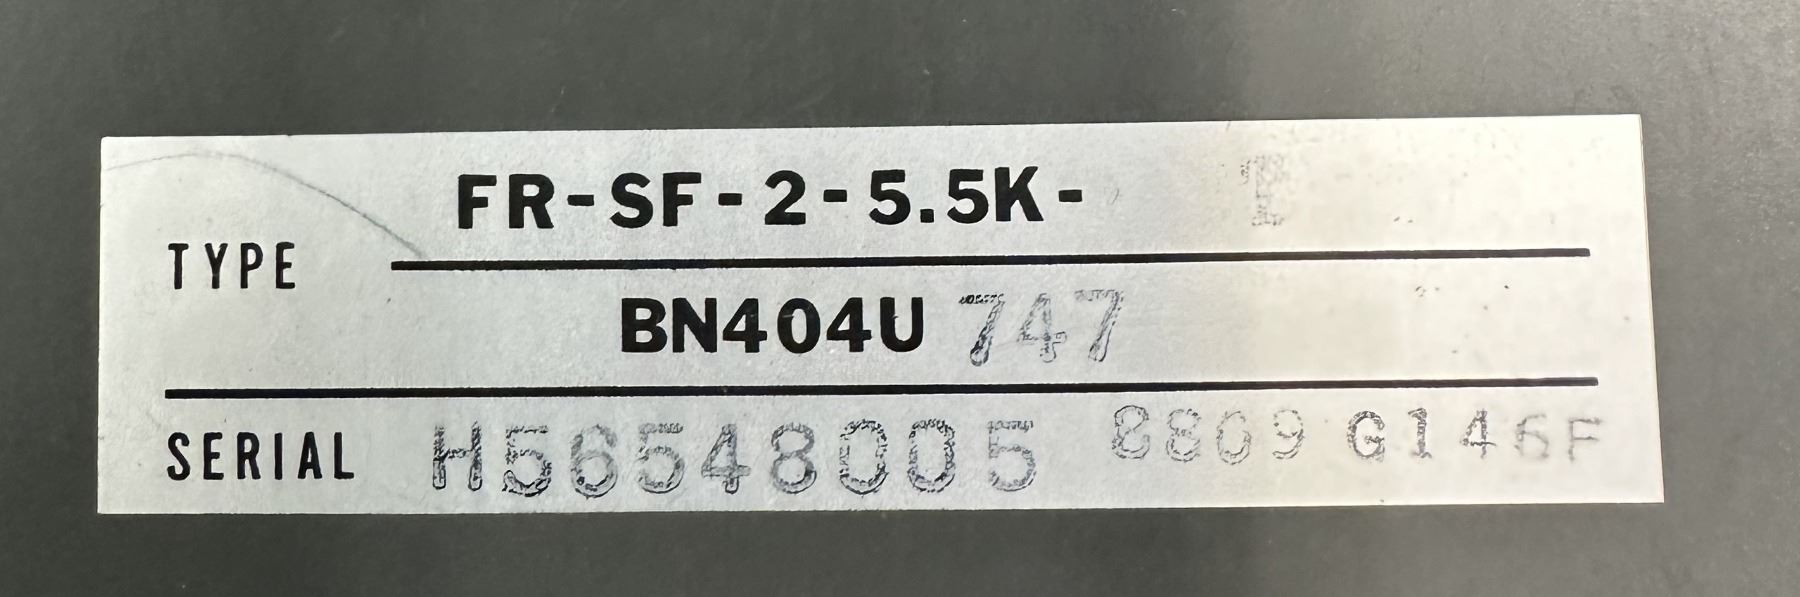 TYPE
FR-SF-2-5.5K-
BN404U 747
SERIAL H56548005 8809 G146F